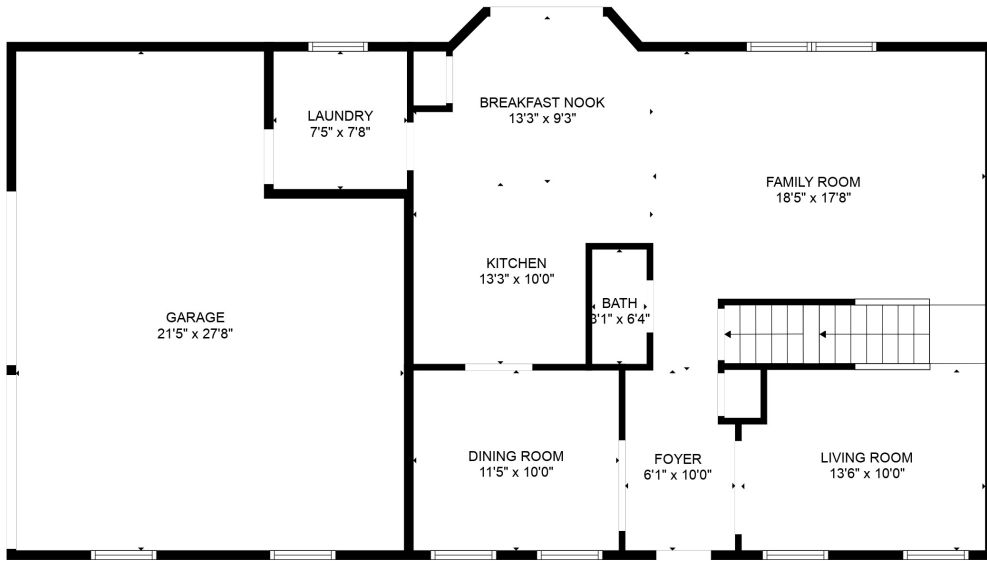 LAUNDRY
7'5" x 7'8"
BREAKFAST NOOK
13'3" x 9'3"
FAMILY ROOM
18'5" x 17'8"
KITCHEN
13'3" x 10'0"
BATH
3'1" x 6'4"
GARAGE
21'5" x 27'8"
DINING ROOM
11'5" x 10'0"
FOYER
6'1" x 10'0"
LIVING ROOM
13'6" x 10'0"